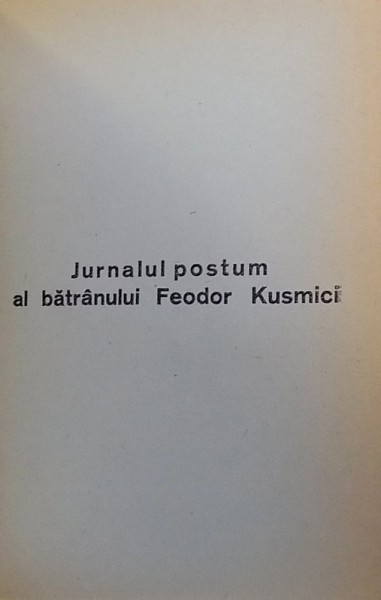 Jurnalul postum
al bătrânului Feodor Kusmici